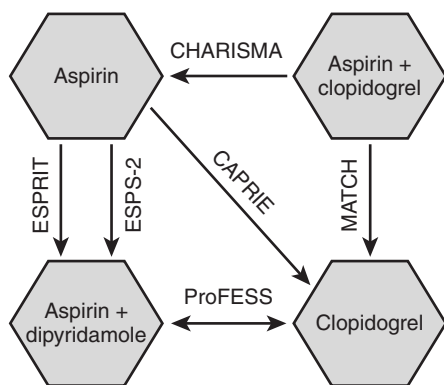 CHARISMA
Aspirin
Aspirin +
clopidogrel
ESPRIT
ESPS-2
CAPRIE
MATCH
Aspirin +
dipyridamole
ProFESS
Clopidogrel